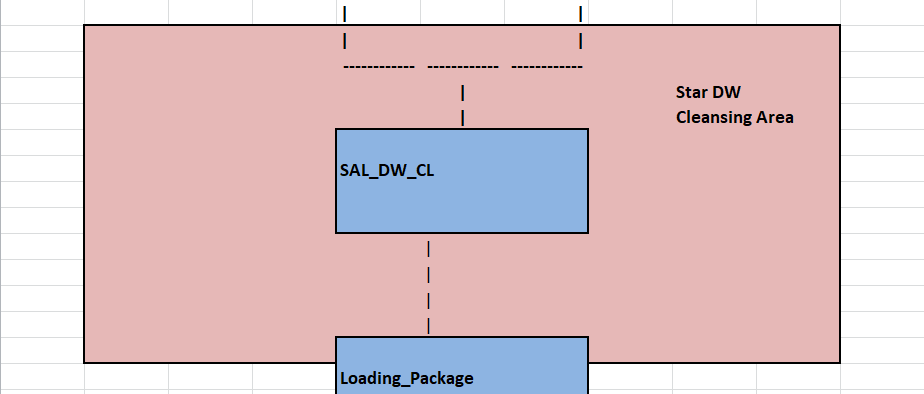 Star DW
Cleansing Area
SAL_DW_CL
Loading_Package